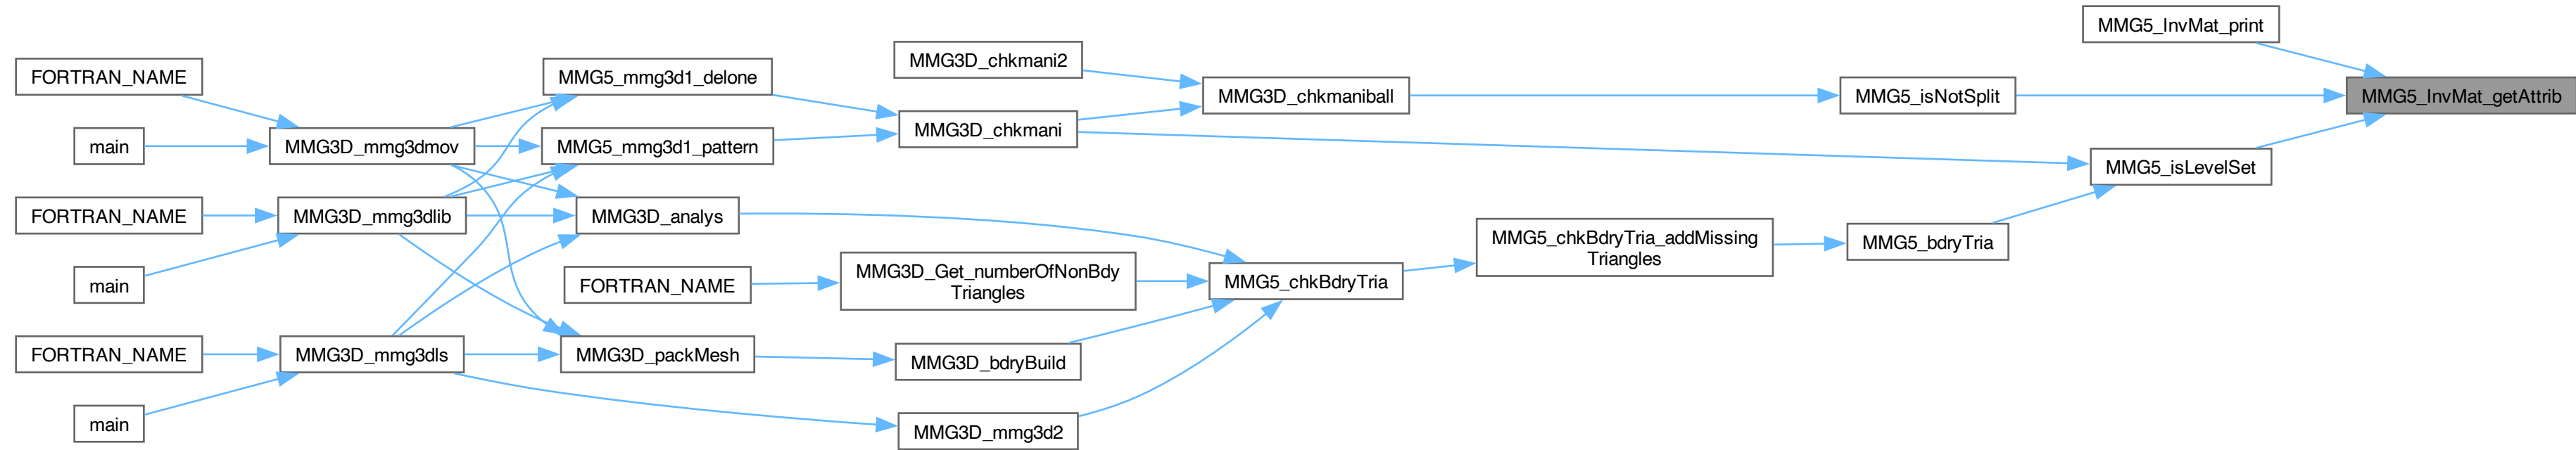 MMG5_InvMat_print
MMG3D_chkmani2
FORTRAN_NAME
MMG5_mmg3d1_delone
MMG3D_chkmaniball
MMG5_isNotSplit
MMG5_InvMat_getAttrib
MMG3D_chkmani
main
MMG3D_mmg3dmov
MMG5_mmg3d1_pattern
MMG5_isLevelSet
FORTRAN_NAME
MMG3D_mmg3dlib
MMG3D_analys
MMG5_chkBdryTria_addMissing
Triangles
MMG5_bdryTria
main
FORTRAN_NAME
MMG3D_Get_numberOfNonBdy
Triangles
MMG5_chkBdryTria
FORTRAN_NAME
MMG3D_mmg3dls
MMG3D_packMesh
MMG3D_bdryBuild
main
MMG3D_mmg3d2